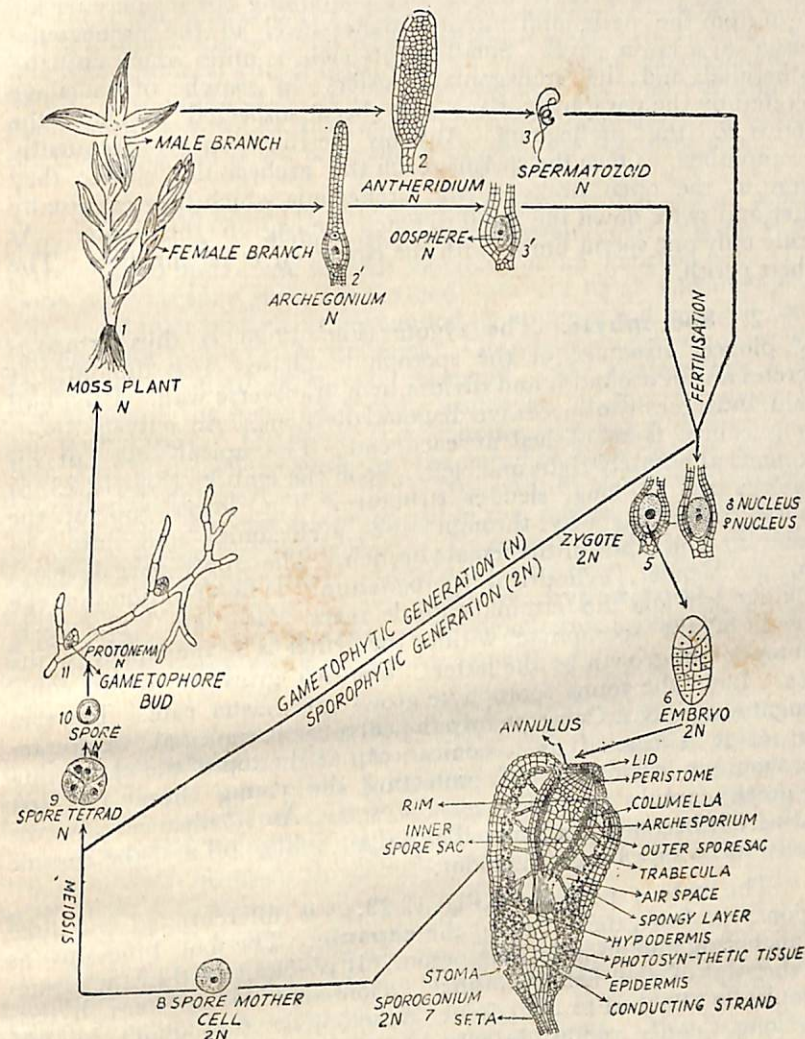 MALE BRANCH
FEMALE BRANCH
1
MOSS PLANT
N
2
ANTHERIDIUM
N
3
SPERMATOZOID
N
2'
ARCHEGONIUM
N
OOSPHERE
N
3'
FERTILISATION
♂ NUCLEUS
♀ NUCLEUS
ZYGOTE
2N
5
GAMETOPHYTIC GENERATION (N)
SPOROPHYTIC GENERATION (2N)
PROTONEMA
N
11
GAMETOPHORE
BUD
10
SPORE
N
9
SPORE TETRAD
N
MEIOSIS
8 SPORE MOTHER
CELL
2N
6
EMBRYO
2N
ANNULUS
LID
PERISTOME
RIM
COLUMELLA
ARCHESPORIUM
INNER
SPORE SAC
OUTER SPORESAC
TRABECULA
AIR SPACE
SPONGY LAYER
HYPODERMIS
PHOTOSYN-THETIC TISSUE
STOMA
EPIDERMIS
CONDUCTING STRAND
SPOROGONIUM
2N 7
SETA